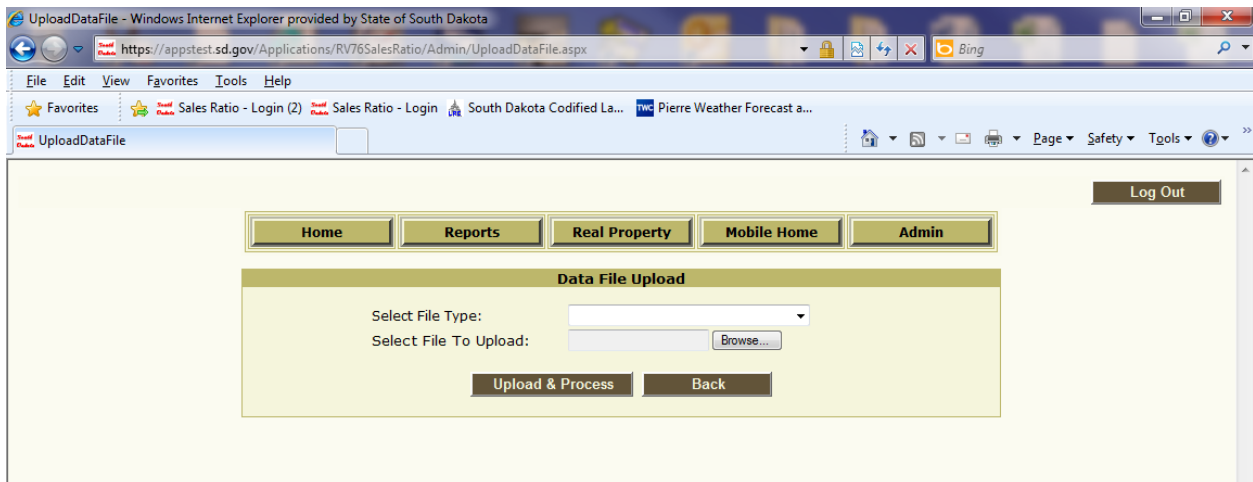 UploadDataFile - Windows Internet Explorer provided by State of South Dakota
https://appstest.sd.gov/Applications/RV76SalesRatio/Admin/UploadDataFile.aspx
Bing
File Edit View Favorites Tools Help
Favorites Sales Ratio - Login (2) Sales Ratio - Login South Dakota Codified La... TWC Pierre Weather Forecast a...
UploadDataFile
Page Safety Tools
Log Out
Home Reports Real Property Mobile Home Admin
Data File Upload
Select File Type:
Select File To Upload: Browse...
Upload & Process Back